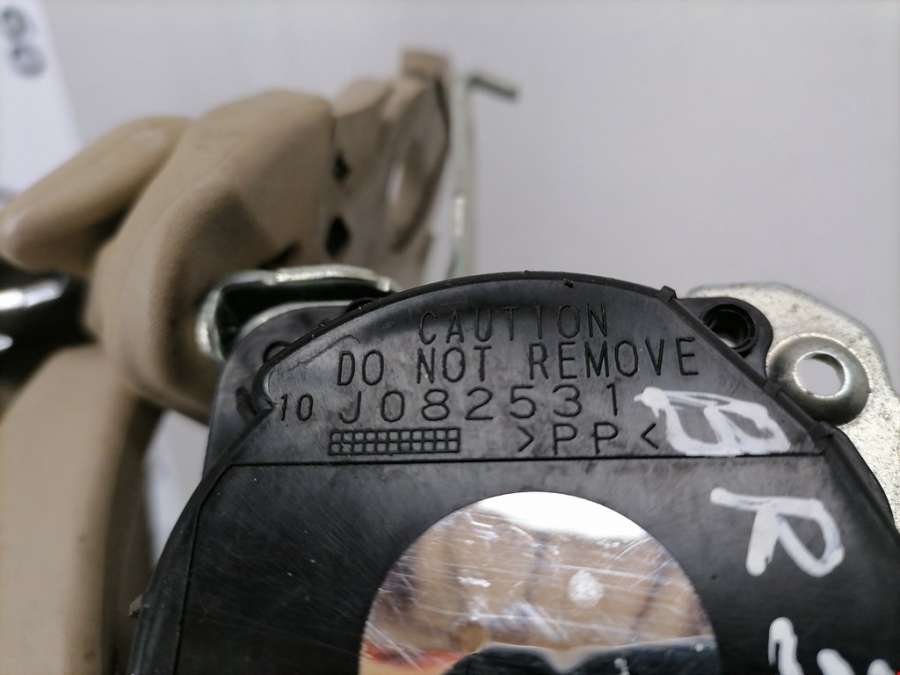 CAUTION
DO NOT REMOVE
10 J082531
>PP<
B
R